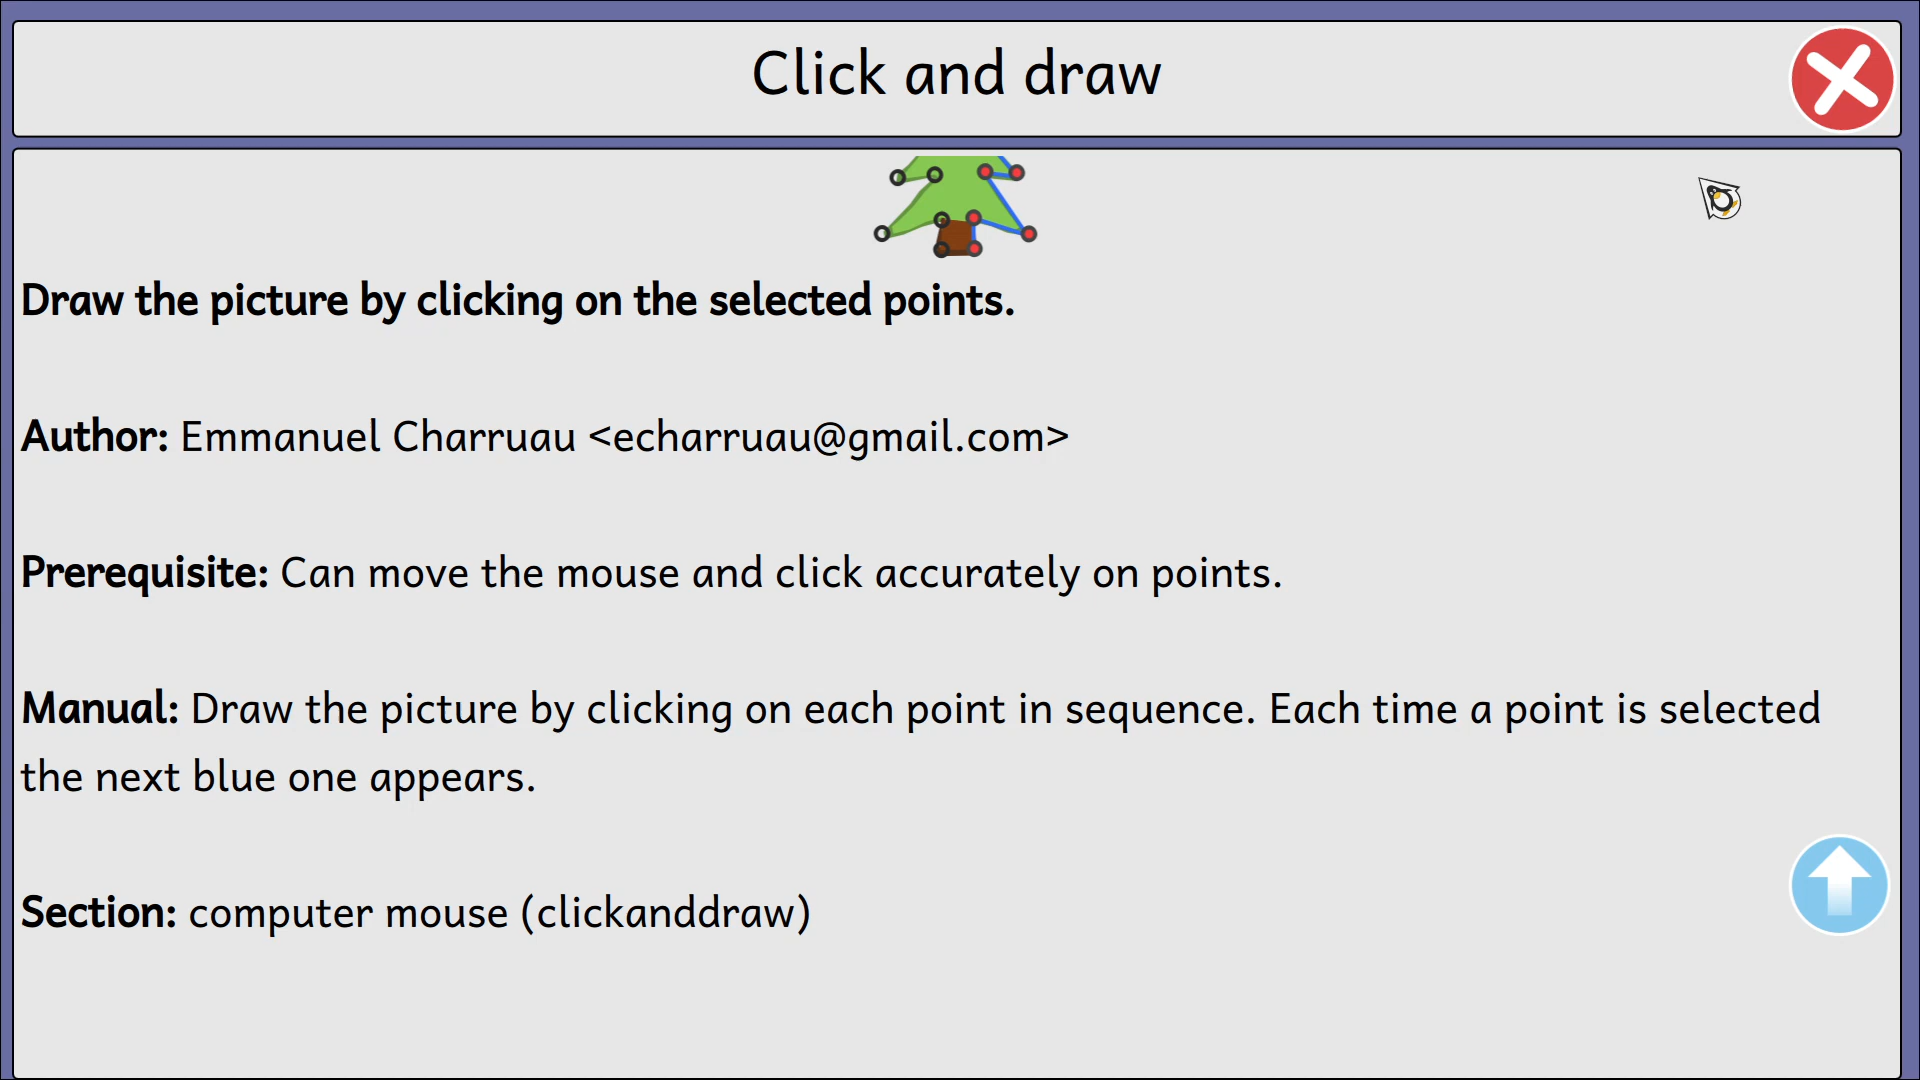 Click and draw
Draw the picture by clicking on the selected points.
Author: Emmanuel Charruau <echarruau@gmail.com>
Prerequisite: Can move the mouse and click accurately on points.
Manual: Draw the picture by clicking on each point in sequence. Each time a point is selected
the next blue one appears.
Section: computer mouse (clickanddraw)